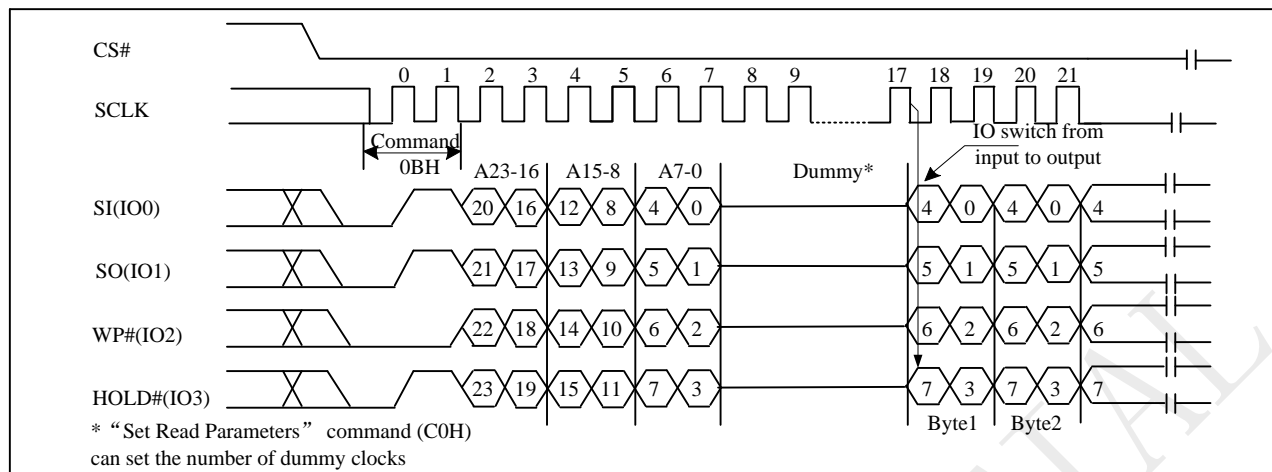 CS#
0 1 2 3 4 5 6 7 8 9 17 18 19 20 21
SCLK
Command
0BH
IO switch from
input to output
A23-16 A15-8 A7-0 Dummy*
SI(IO0) 20 16 12 8 4 0 4 0 4 0 4
SO(IO1) 21 17 13 9 5 1 5 1 5 1 5
WP#(IO2) 22 18 14 10 6 2 6 2 6 2 6
HOLD#(IO3) 23 19 15 11 7 3 7 3 7 3 7
Byte1 Byte2
* “Set Read Parameters” command (C0H)
can set the number of dummy clocks